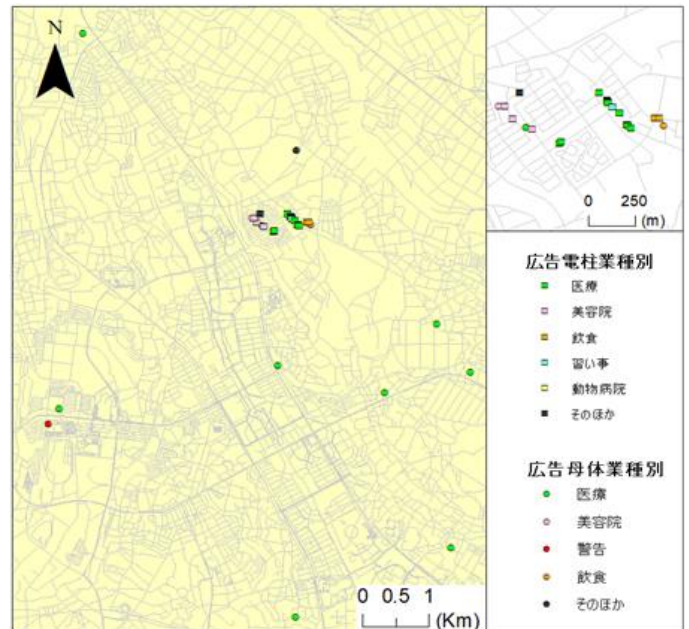 N
0 250
(m)
広告電柱業種別
医療
美容院
飲食
習い事
動物病院
そのほか
広告母体業種別
医療
美容院
警告
飲食
そのほか
0 0.5 1
(Km)